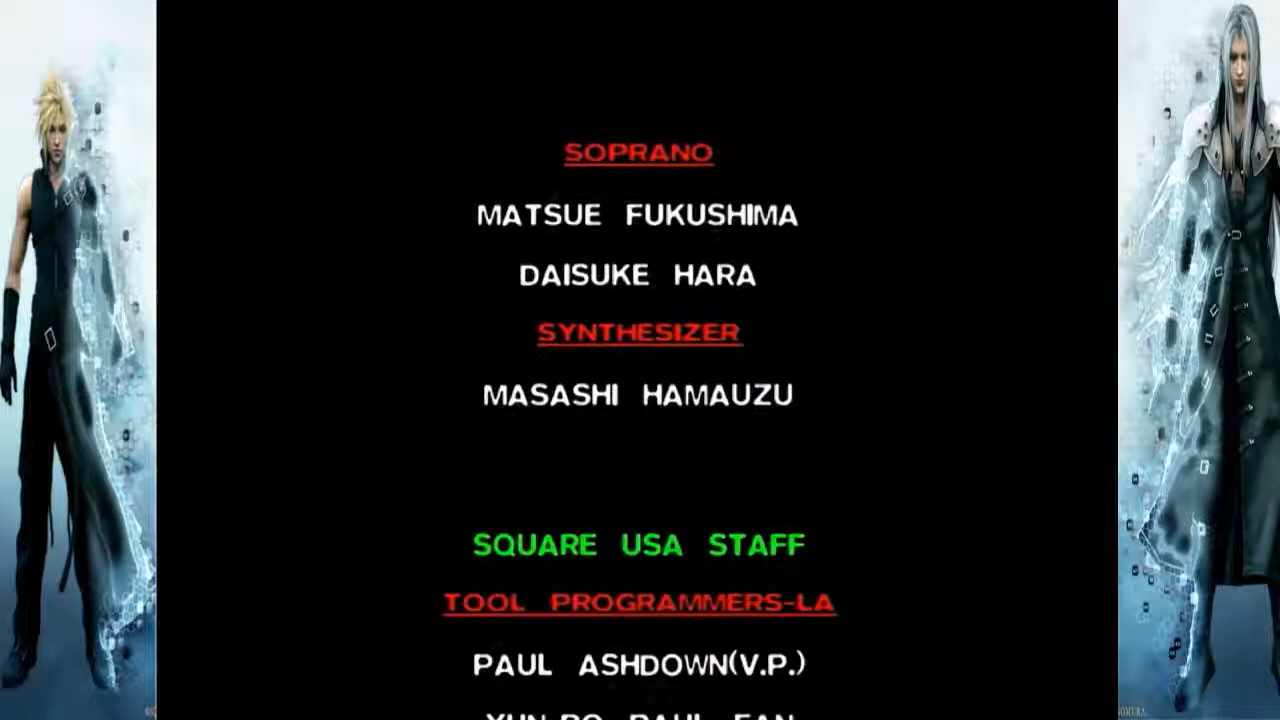 SOPRANO
MATSUE FUKUSHIMA
DAISUKE HARA
SYNTHESIZER
MASASHI HAMAUZU
SQUARE USA STAFF
TOOL PROGRAMMERS-LA
PAUL ASHDOWN(V.P.)